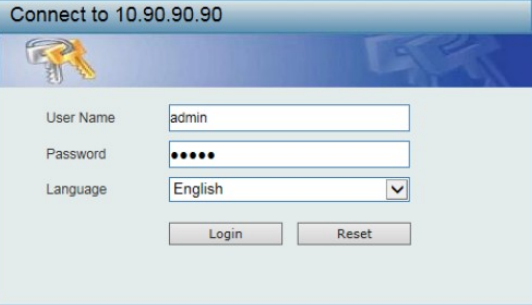 Connect to 10.90.90.90
User Name admin
Password •••••
Language English
Login Reset